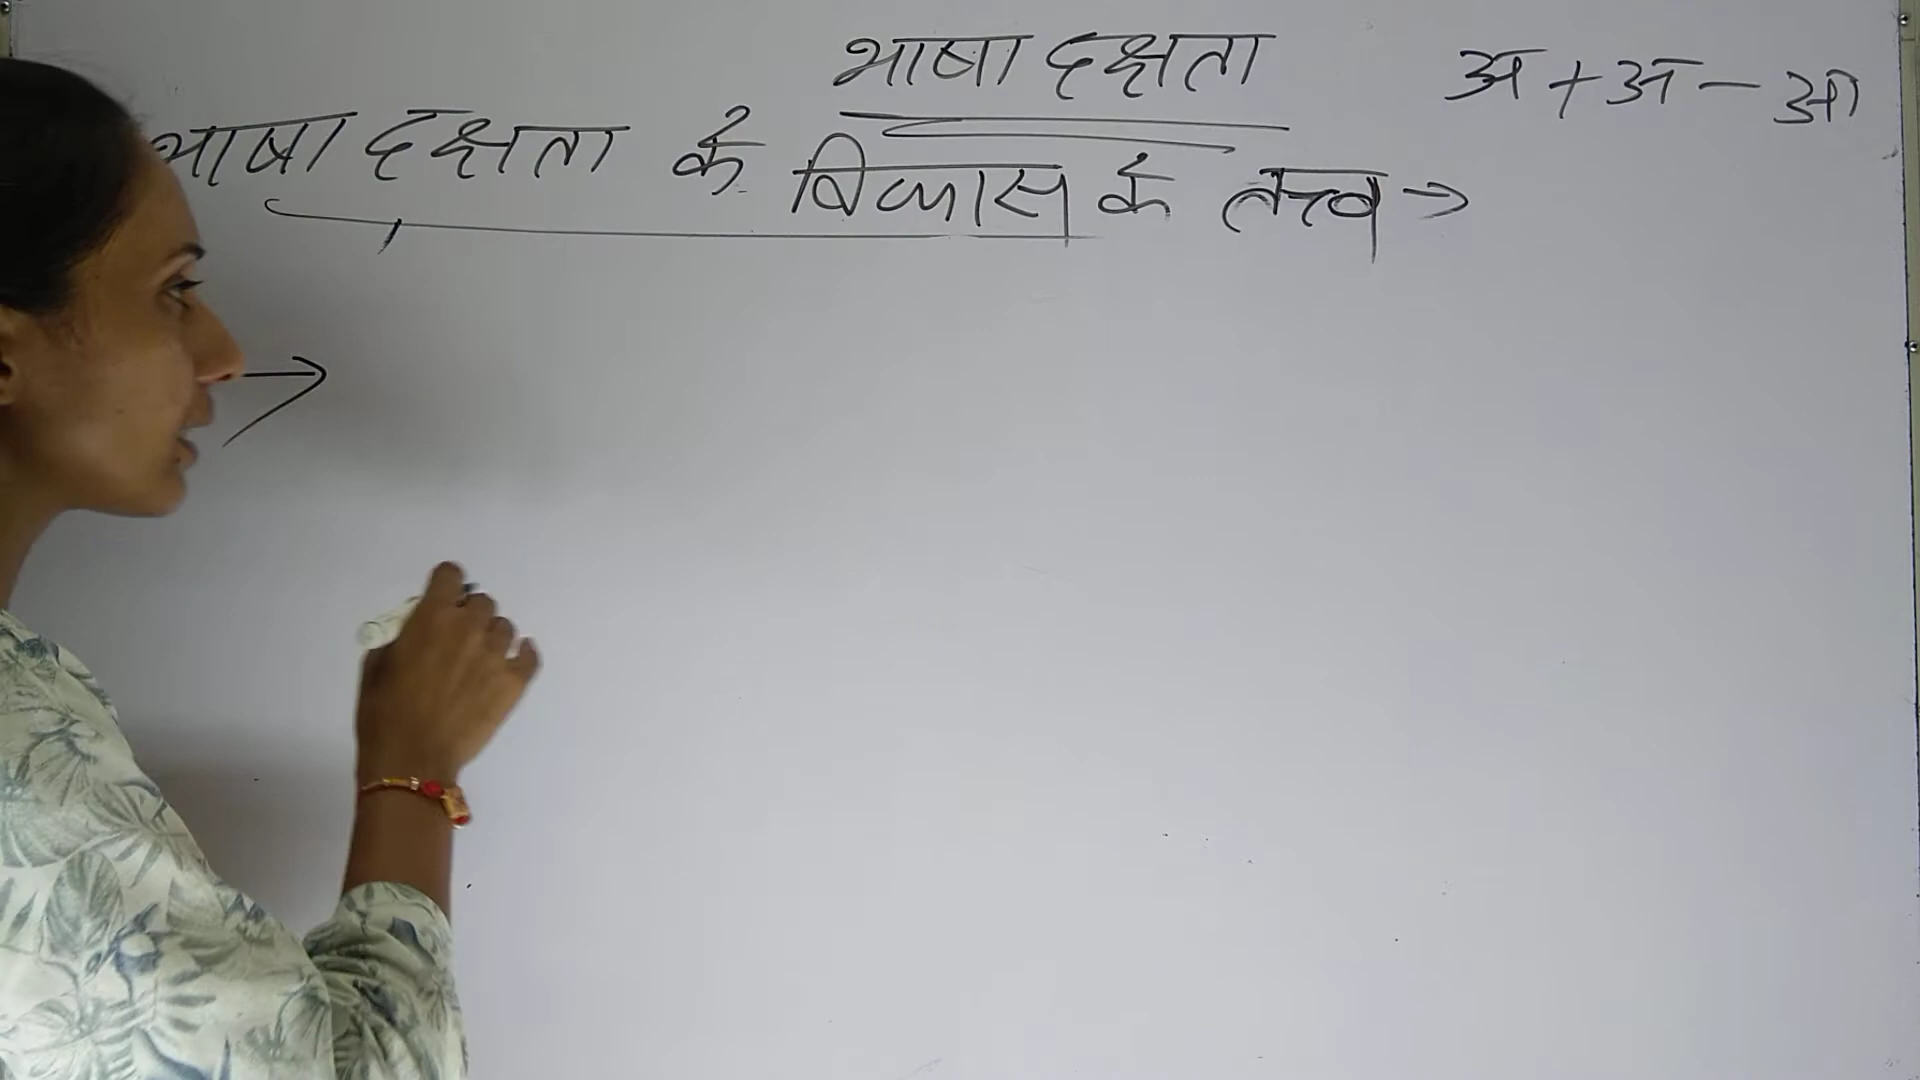 भाषा दक्षता
अ + अ - आ
भाषा दक्षता के विकास के तत्त्व →
→